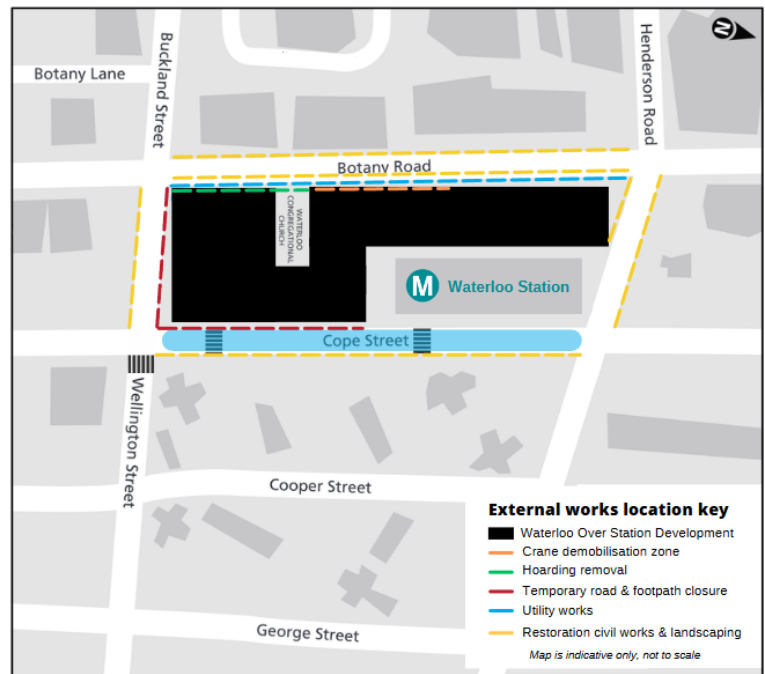 N
Buckland Street
Henderson Road
Botany Lane
Botany Road
WATERLOO
CONGREGATIONAL
CHURCH
M
Waterloo Station
Cope Street
Wellington Street
Cooper Street
George Street
External works location key
Waterloo Over Station Development
Crane demobilisation zone
Hoarding removal
Temporary road & footpath closure
Utility works
Restoration civil works & landscaping
Map is indicative only, not to scale